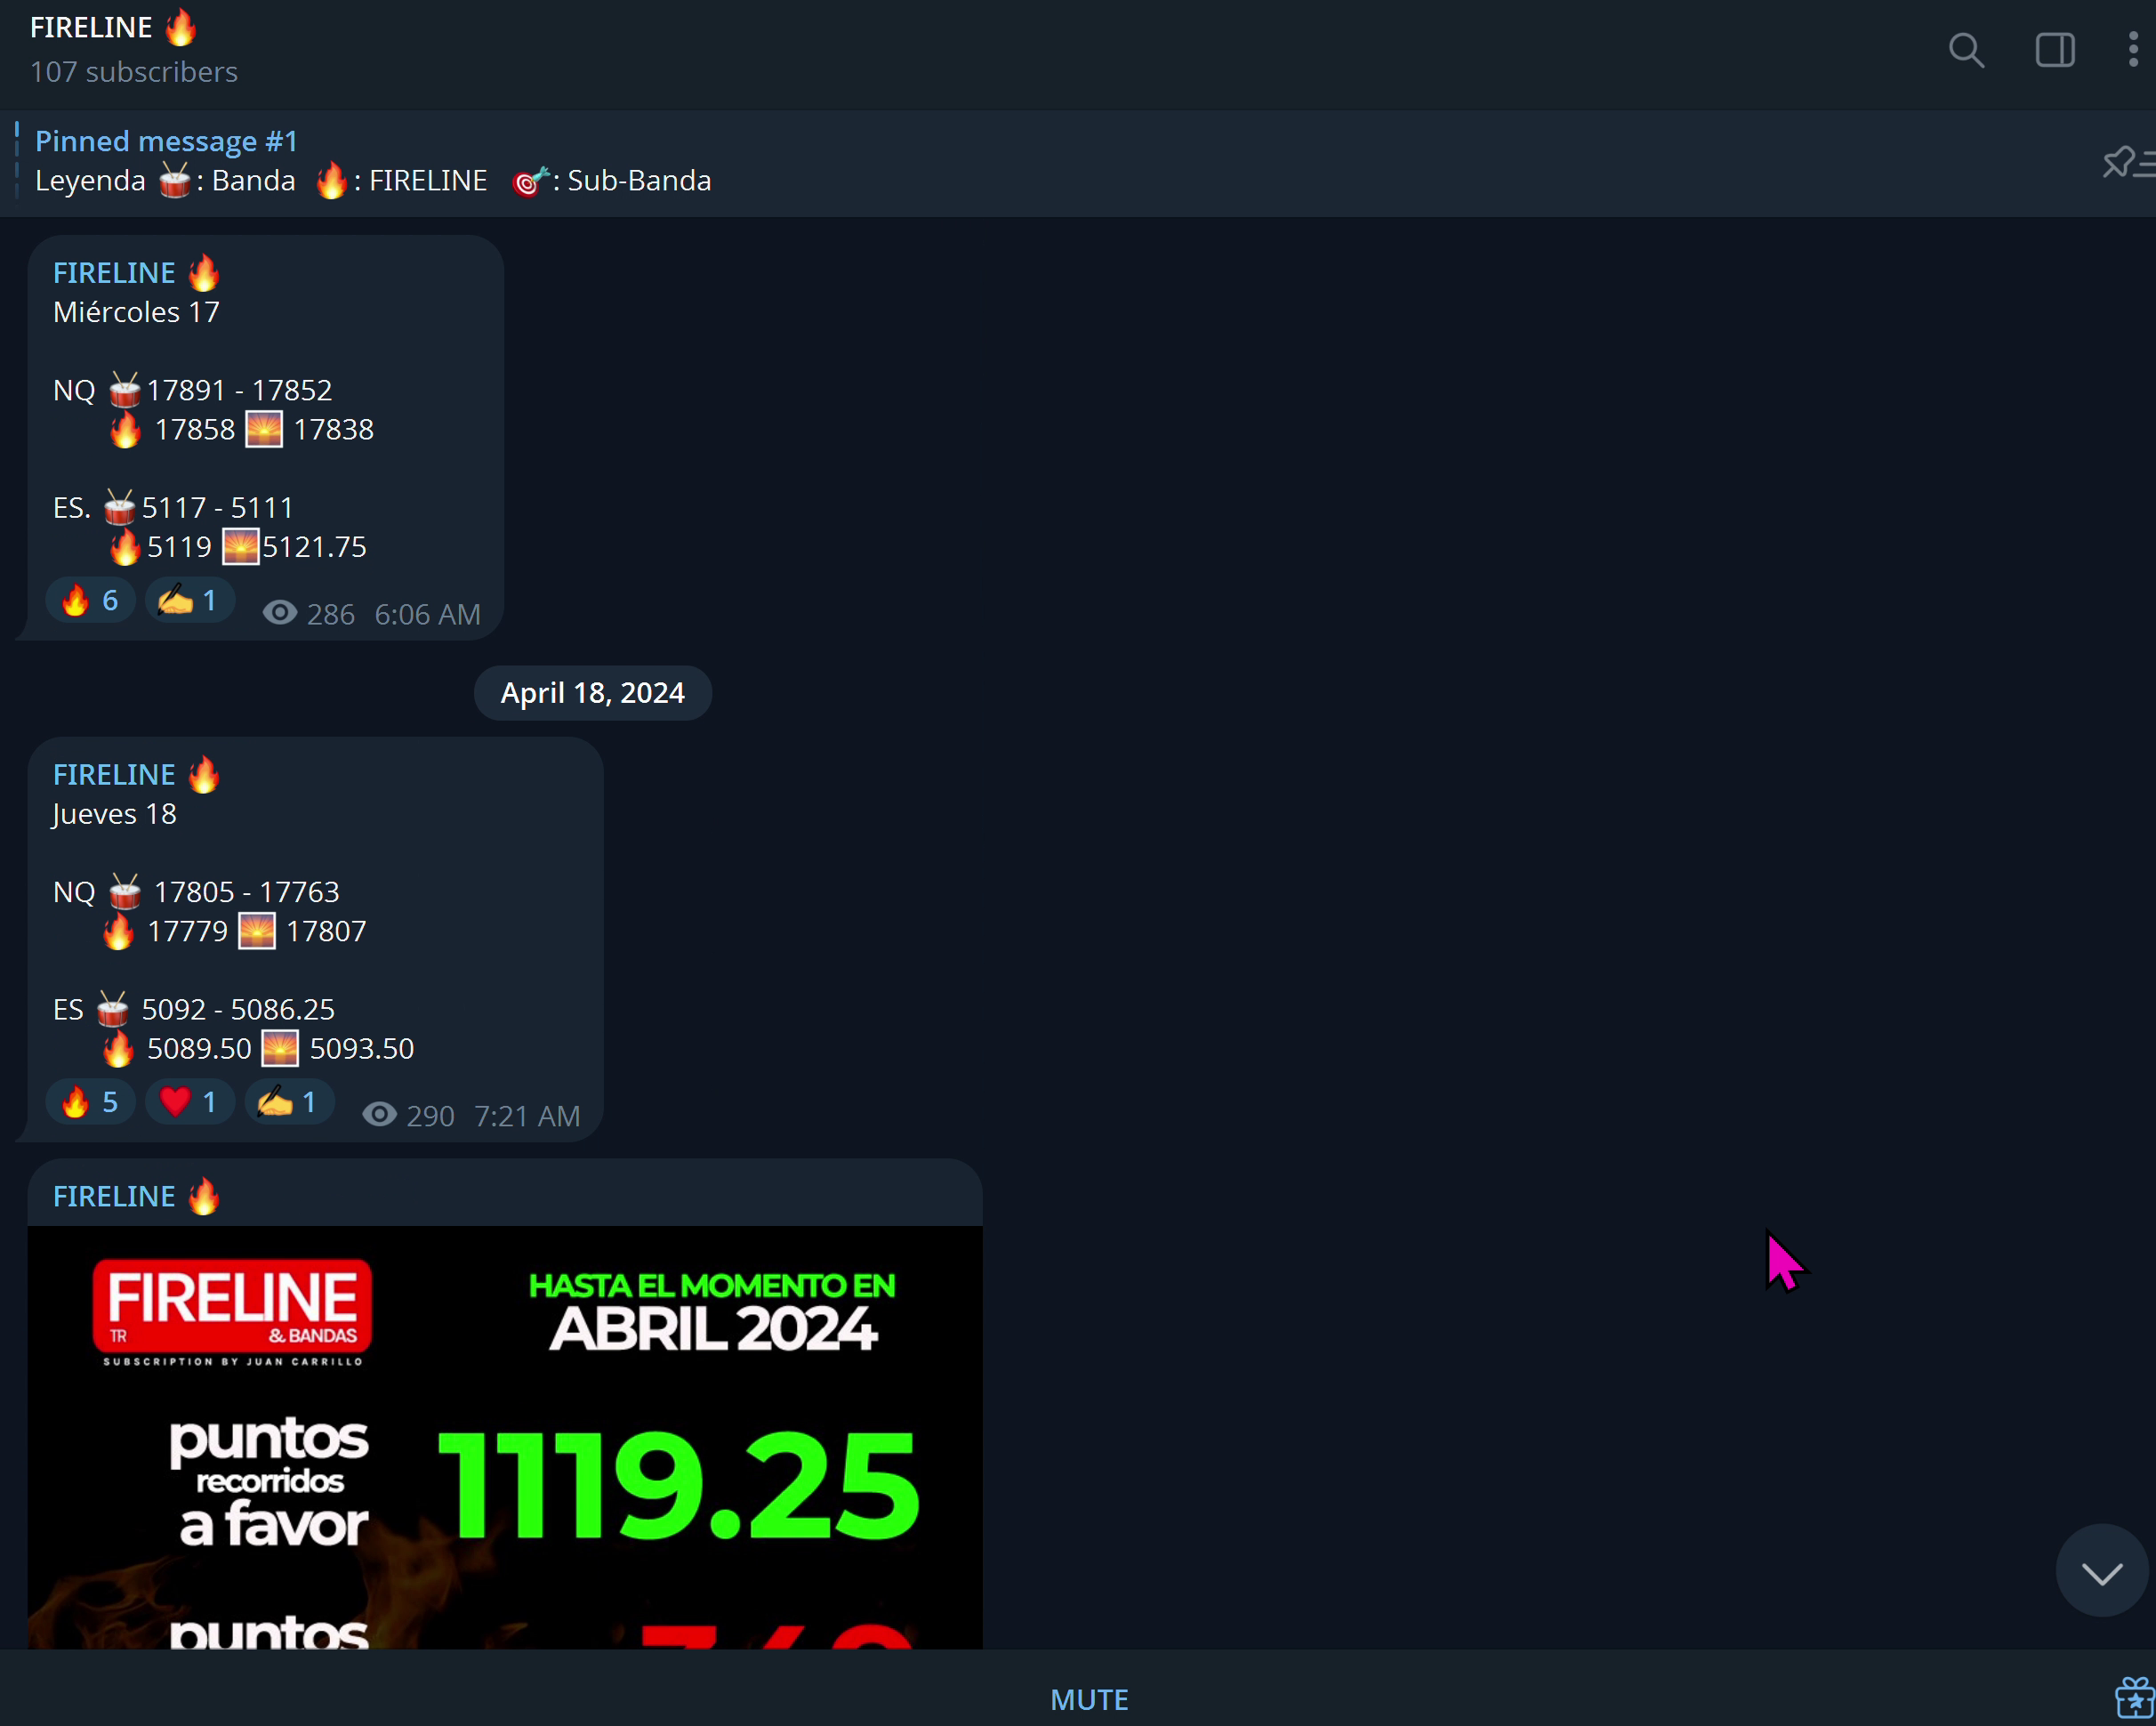 FIRELINE 🔥
107 subscribers
Pinned message #1
Leyenda 🥁: Banda 🔥: FIRELINE 🎯: Sub-Banda
FIRELINE 🔥
Miércoles 17
NQ 🥁17891 - 17852
🔥 17858 🌅 17838
ES. 🥁5117 - 5111
🔥5119 🌅5121.75
🔥 6 ✍️ 1 286 6:06 AM
April 18, 2024
FIRELINE 🔥
Jueves 18
NQ 🥁 17805 - 17763
🔥 17779 🌅 17807
ES 🥁 5092 - 5086.25
🔥 5089.50 🌅 5093.50
🔥 5 ❤️ 1 ✍️ 1 290 7:21 AM
FIRELINE 🔥
FIRELINE
TR & BANDAS
SUBSCRIPTION BY JUAN CARRILLO
HASTA EL MOMENTO EN
ABRIL 2024
puntos
recorridos
a favor
1119.25
puntos
MUTE